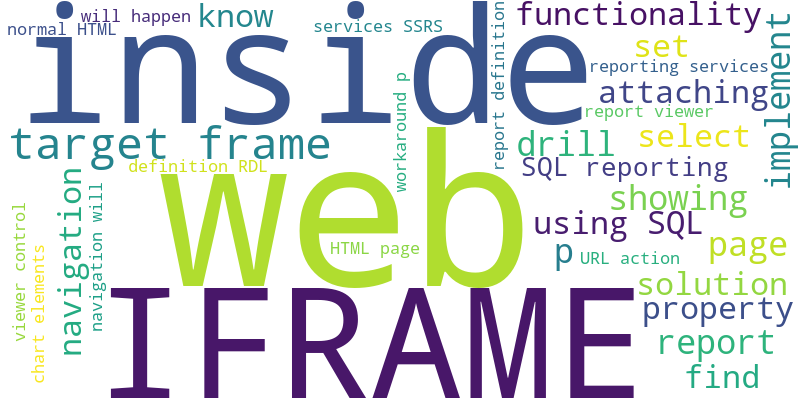 inside
web
IFRAME
will happen
know
normal HTML
services SSRS
report definition
functionality
set
reporting services
attaching
implement
report viewer
target frame
workaround p
drill
select
definition RDL
SQL reporting
navigation
navigation will
showing
viewer control
chart elements
HTML page
using SQL
p
URL action
page
solution
property
report
find